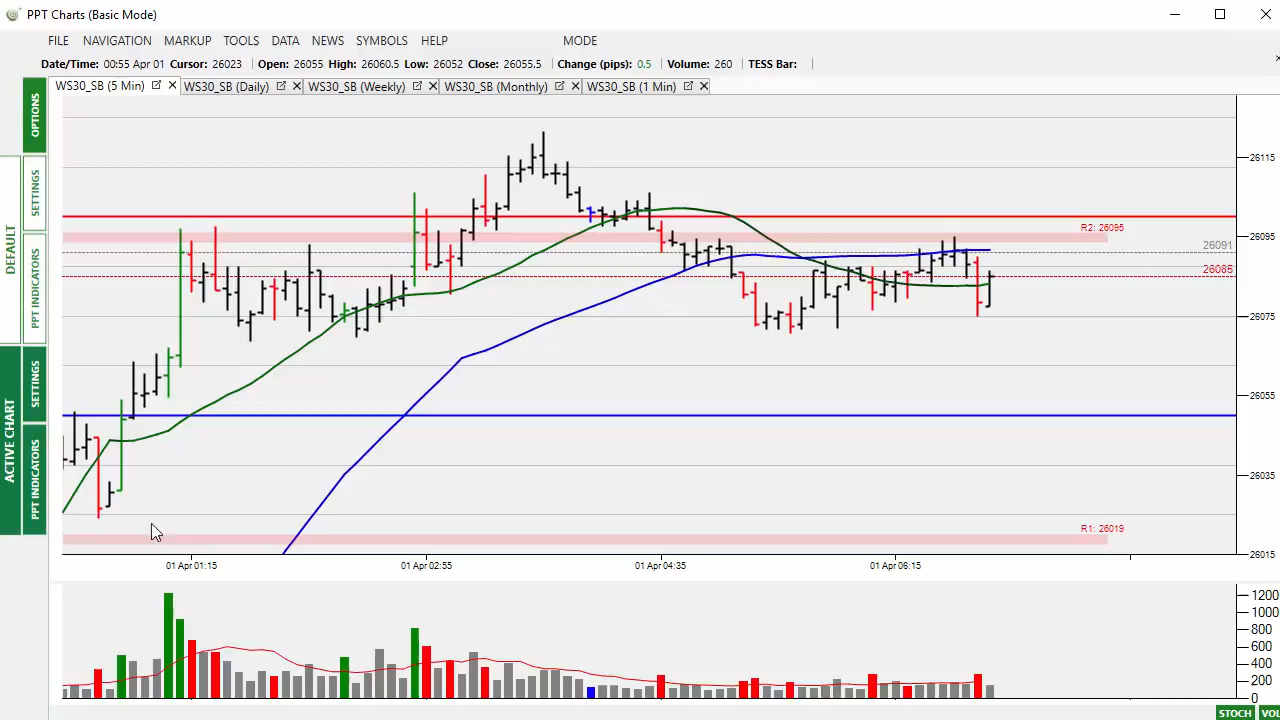 PPT Charts (Basic Mode)
FILE NAVIGATION MARKUP TOOLS DATA NEWS SYMBOLS HELP MODE
Date/Time: 00:55 Apr 01 Cursor: 26023 Open: 26055 High: 26060.5 Low: 26052 Close: 26055.5 Change (pips): 0.5 Volume: 260 TESS Bar:
WS30_SB (5 Min) WS30_SB (Daily) WS30_SB (Weekly) WS30_SB (Monthly) WS30_SB (1 Min)
OPTIONS
SETTINGS
DEFAULT
PPT INDICATORS
SETTINGS
ACTIVE CHART
PPT INDICATORS
26115
R2: 26095
26095
26091
26085
26075
26055
26035
R1: 26019
26015
01 Apr 01:15 01 Apr 02:55 01 Apr 04:35 01 Apr 06:15
1200
1000
800
600
400
200
0
STOCH VOL